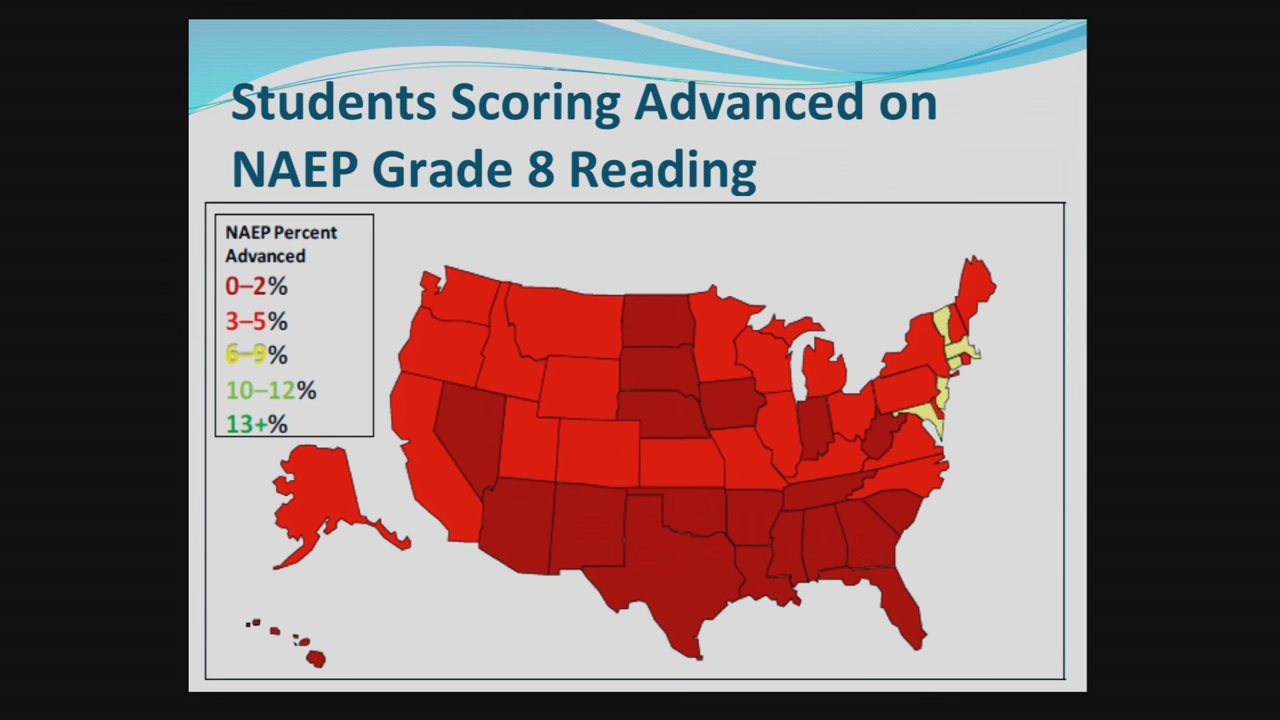 Students Scoring Advanced on
NAEP Grade 8 Reading
NAEP Percent
Advanced
0–2%
3–5%
6–9%
10–12%
13+%